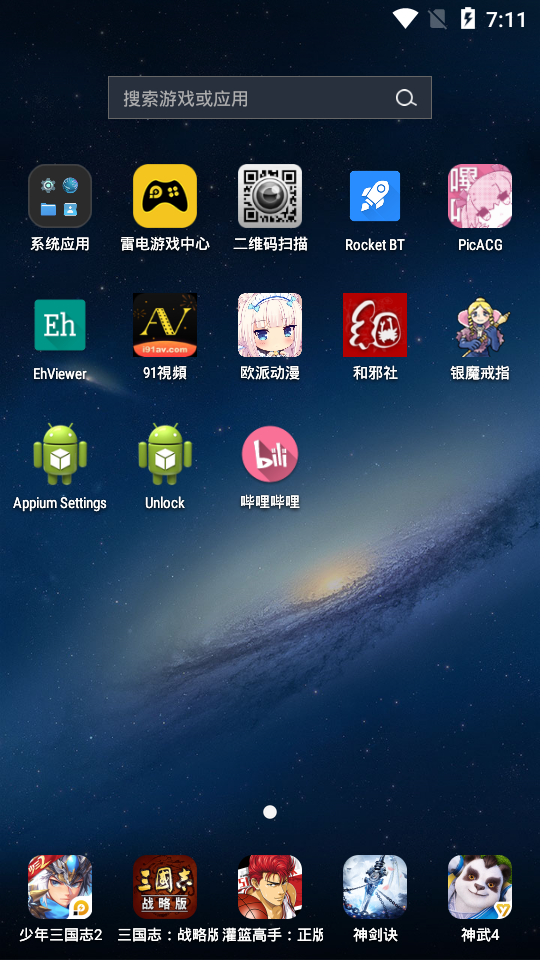 7:11
搜索游戏或应用
系统应用
雷电游戏中心
二维码扫描
Rocket BT
PicACG
Eh
AV
i91av.com
EhViewer
91視頻
欧派动漫
和邪社
银魔戒指
bili
Appium Settings
Unlock
哔哩哔哩
三國志
战略版
少年三国志2
三国志：战略版
灌篮高手：正版
神剑诀
神武4